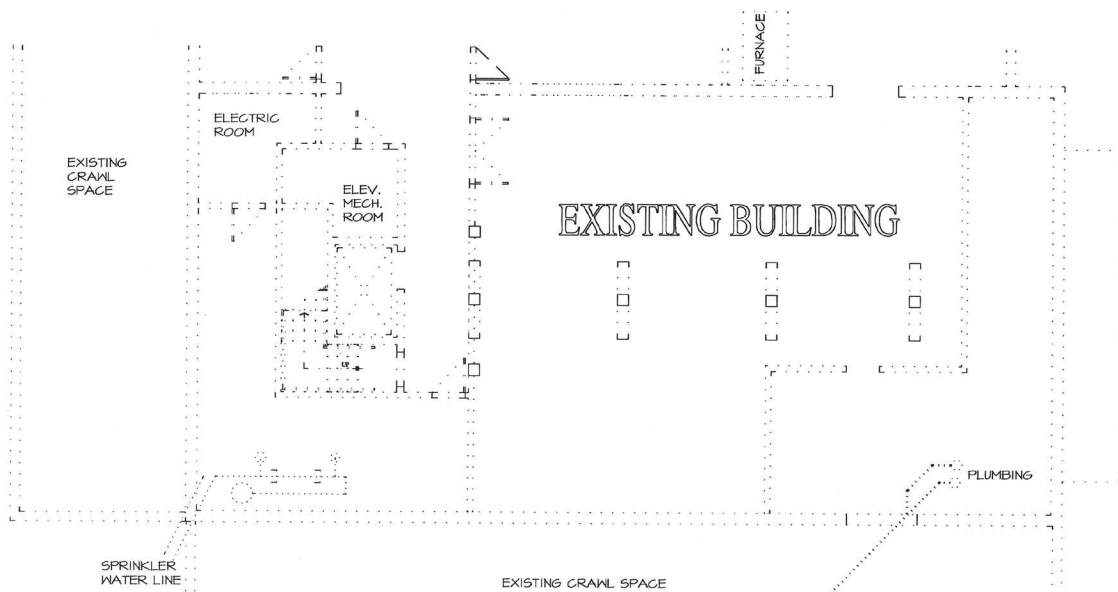 FURNACE
ELECTRIC
ROOM
EXISTING
CRAWL
SPACE
ELEV.
MECH.
ROOM
EXISTING BUILDING
PLUMBING
SPRINKLER
WATER LINE
EXISTING CRAWL SPACE